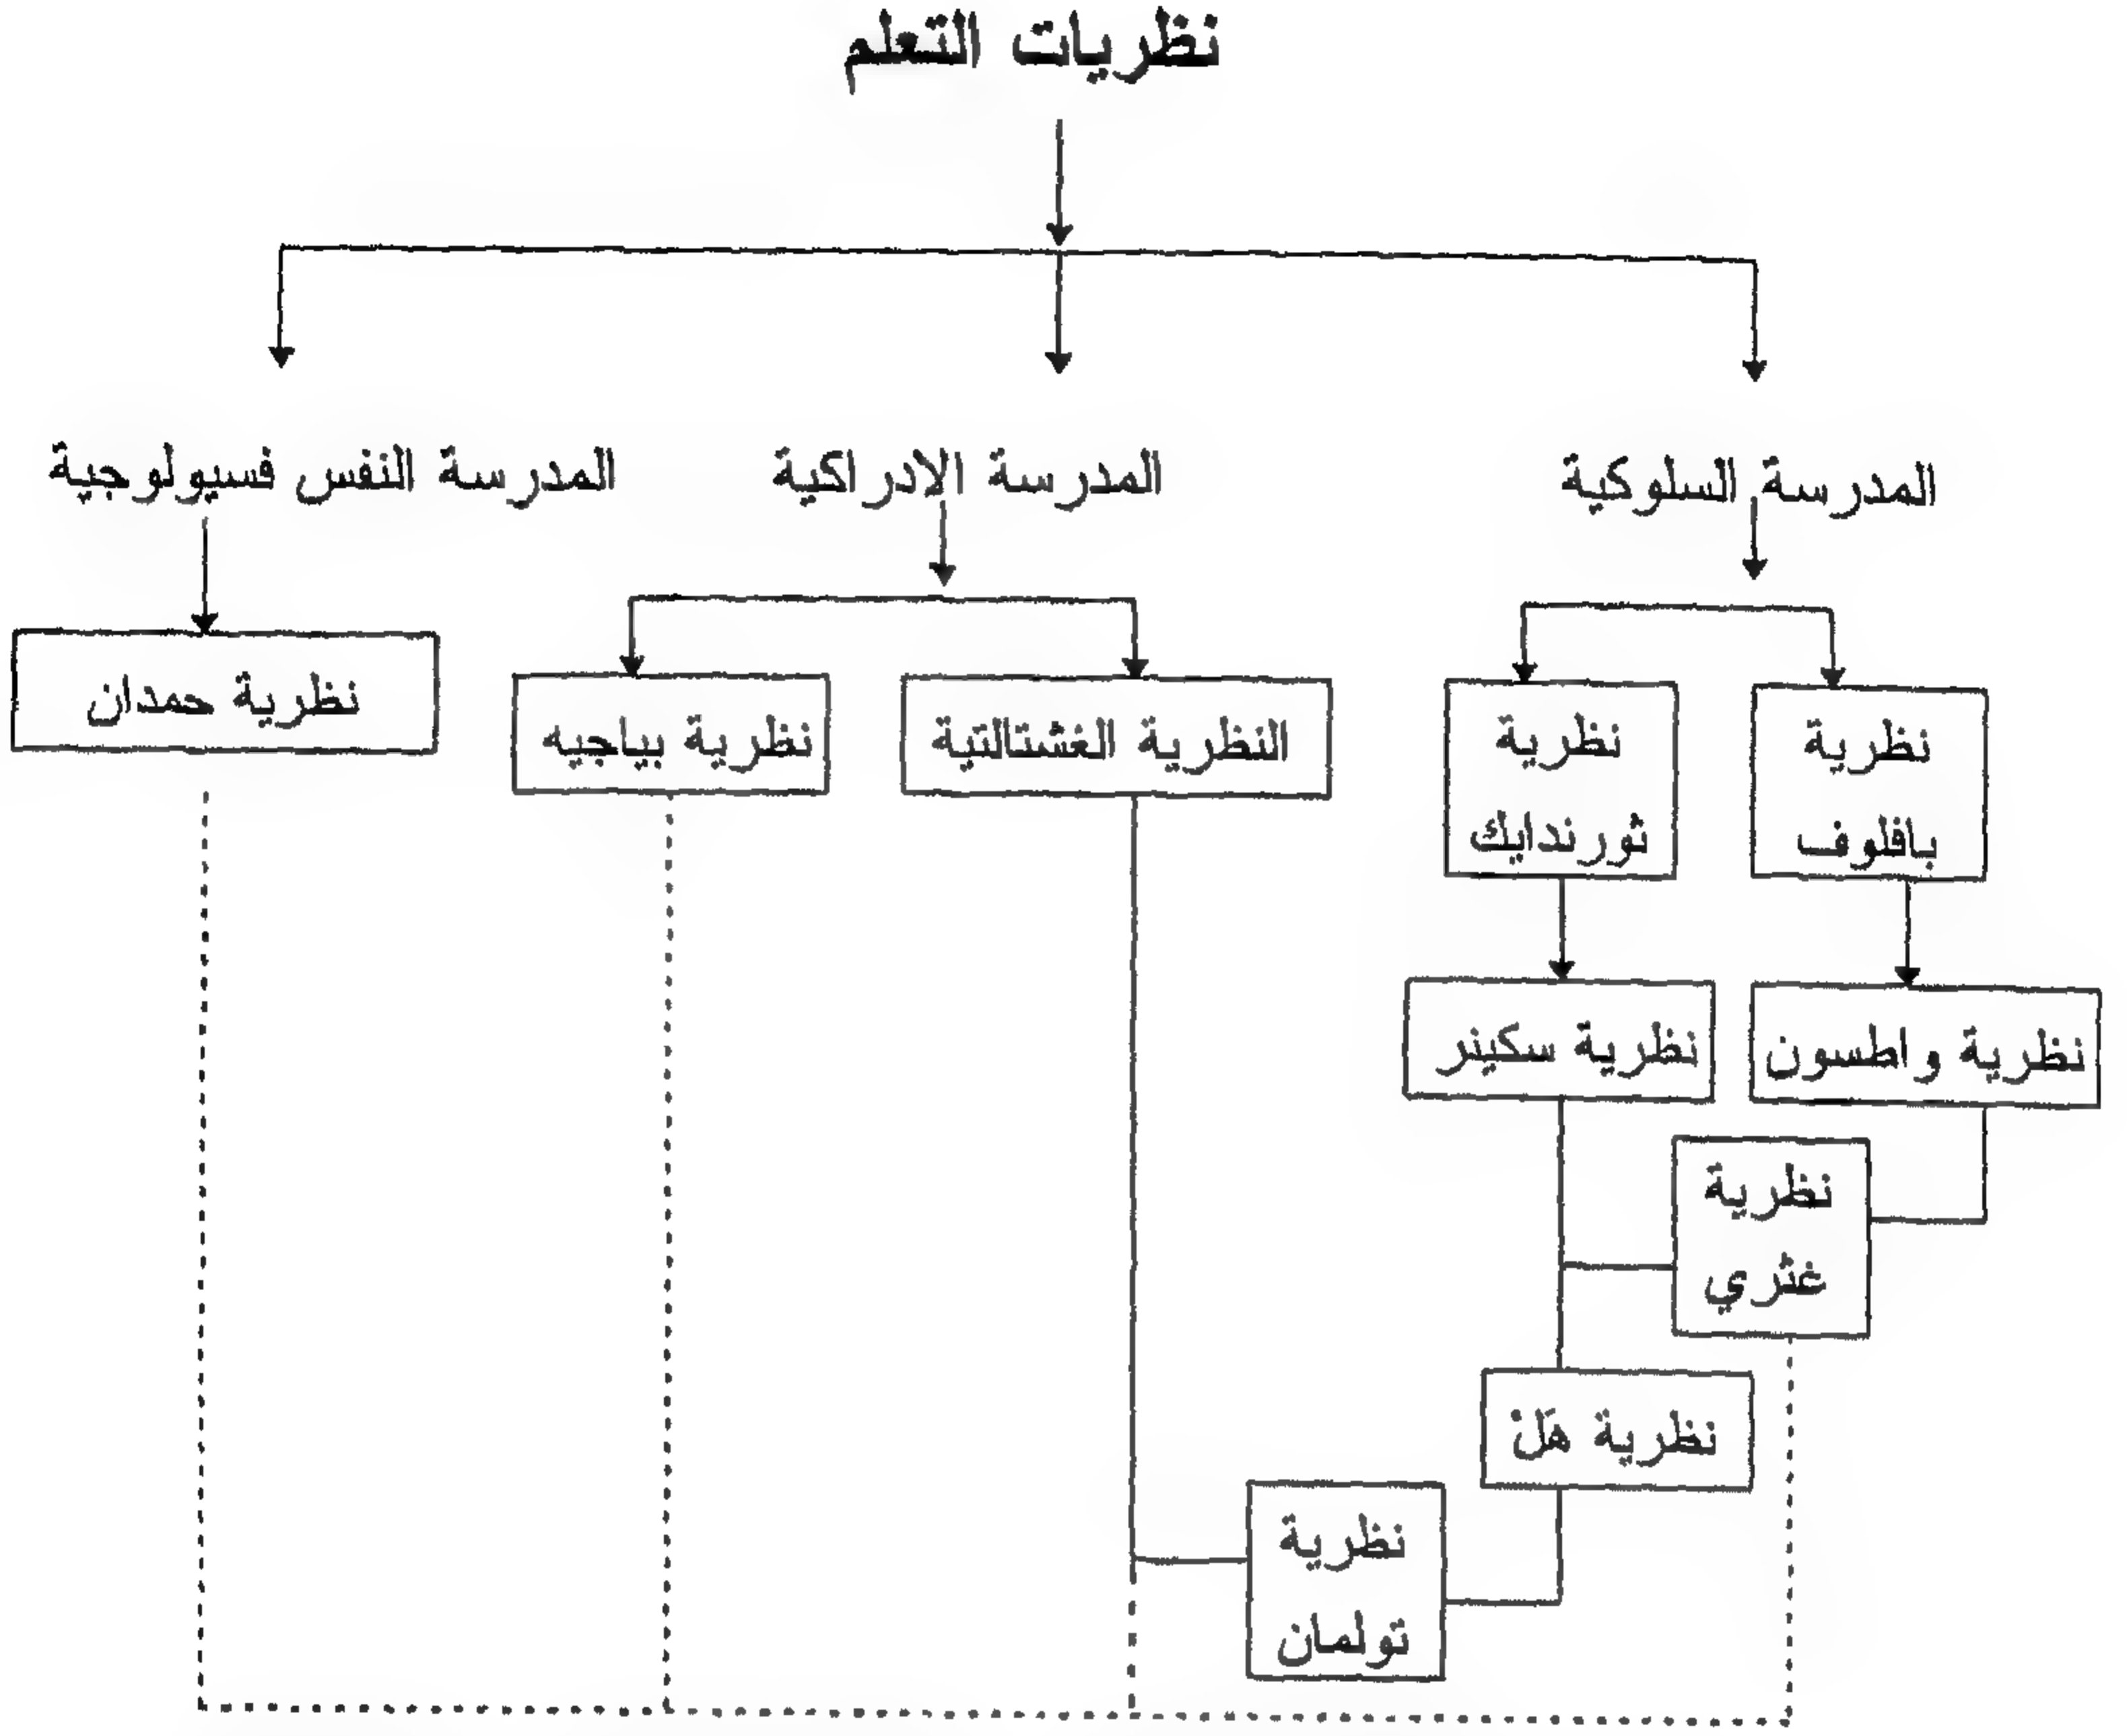 نظريات التعلم
المدرسة السلوكية
المدرسة الادراكية
المدرسة النفس فسيولوجية
نظرية
بافلوف
نظرية
ثورندايك
النظرية الغشتالتية
نظرية بياجيه
نظرية حمدان
نظرية واطسون
نظرية سكينر
نظرية
غثري
نظرية هَلْ
نظرية
تولمان